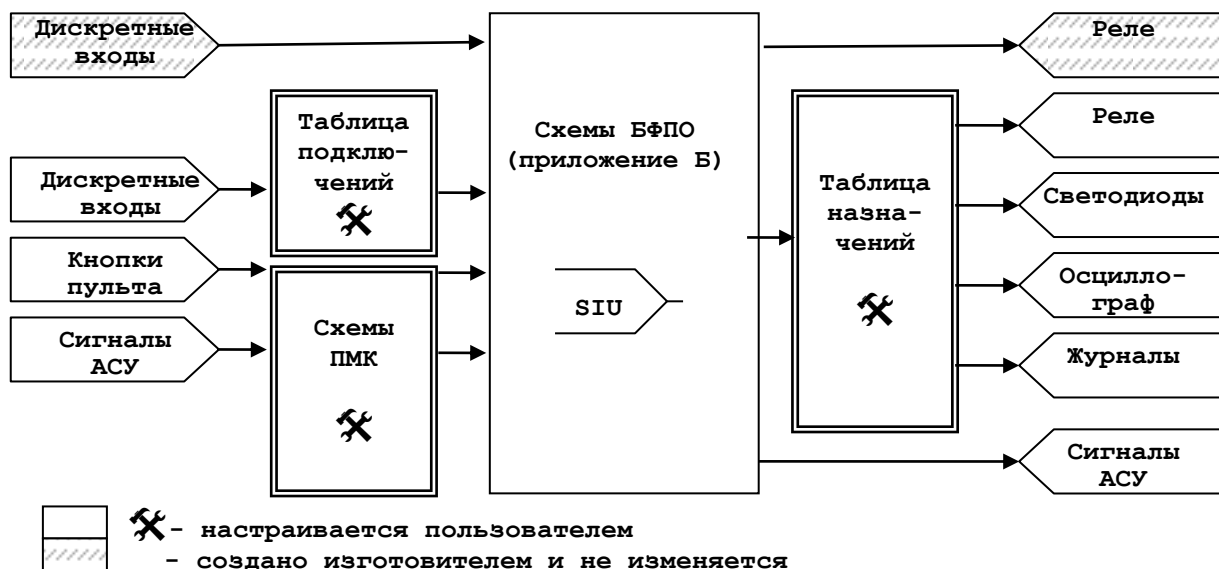 Дискретные
входы
Таблица
подклю-
чений
Дискретные
входы
Кнопки
пульта
Сигналы
АСУ
Схемы
ПМК
Схемы БФПО
(приложение Б)
SIU
Таблица
назна-
чений
Реле
Реле
Светодиоды
Осцилло-
граф
Журналы
Сигналы
АСУ
- настраивается пользователем
- создано изготовителем и не изменяется